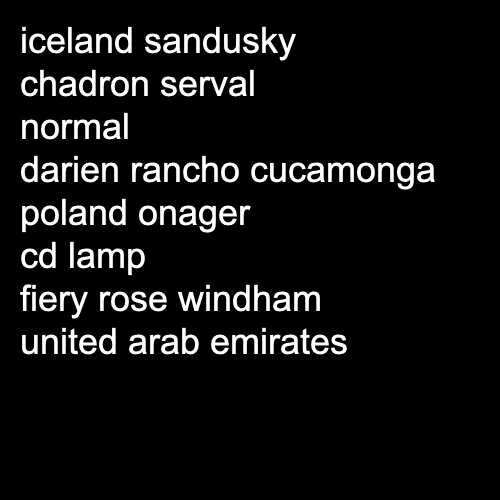 iceland sandusky
chadron serval
normal
darien rancho cucamonga
poland onager
cd lamp
fiery rose windham
united arab emirates